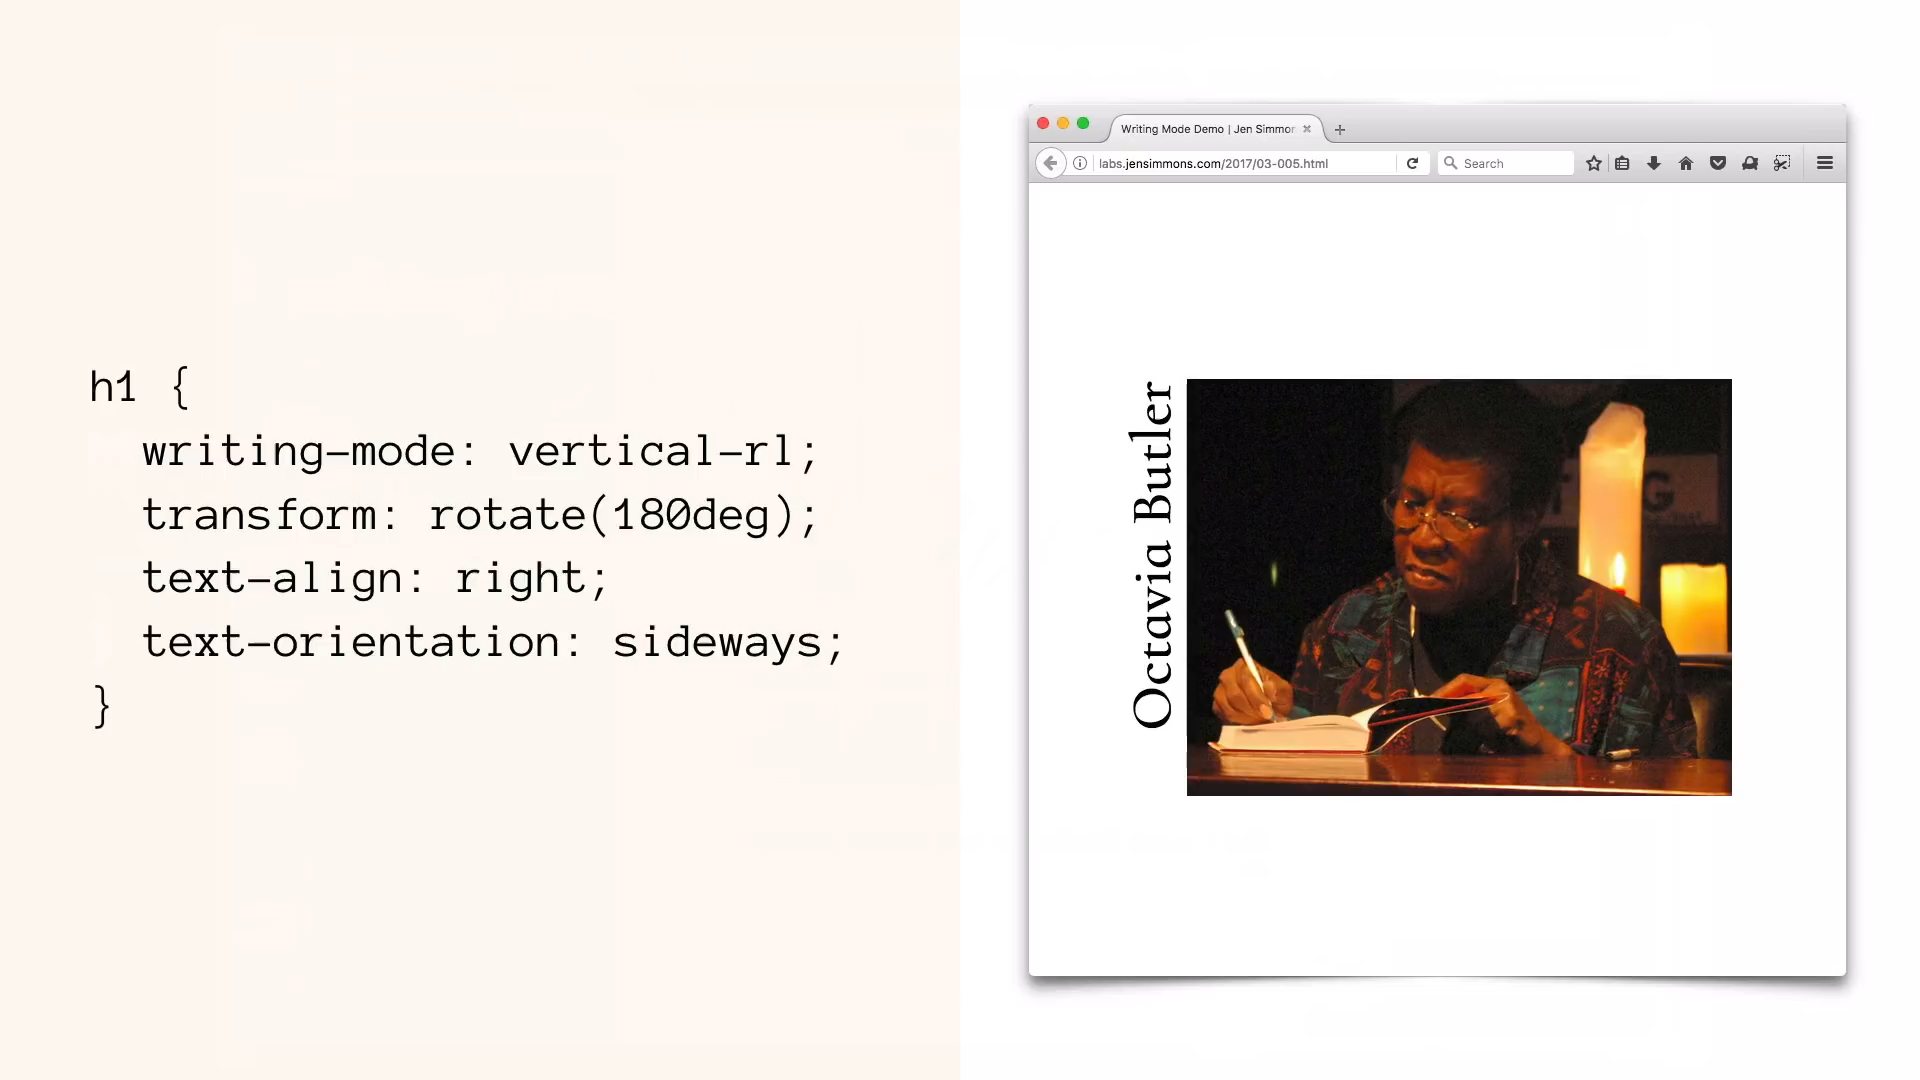 h1 {
writing-mode: vertical-rl;
transform: rotate(180deg);
text-align: right;
text-orientation: sideways;
}
Writing Mode Demo | Jen Simmor
labs.jensimmons.com/2017/03-005.html
Search
Octavia Butler